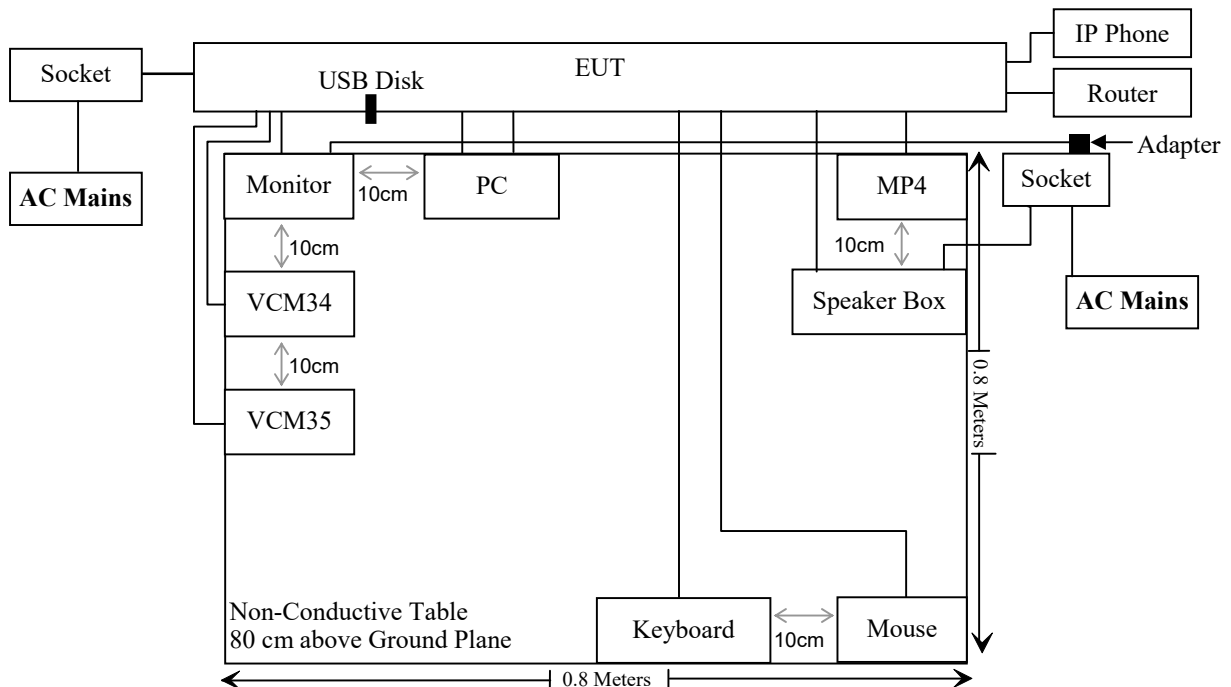 IP Phone
EUT
Socket
USB Disk
Router
Adapter
Monitor
10cm
PC
MP4
Socket
AC Mains
10cm
10cm
VCM34
Speaker Box
AC Mains
10cm
VCM35
0.8 Meters
Non-Conductive Table
80 cm above Ground Plane
Keyboard
10cm
Mouse
0.8 Meters